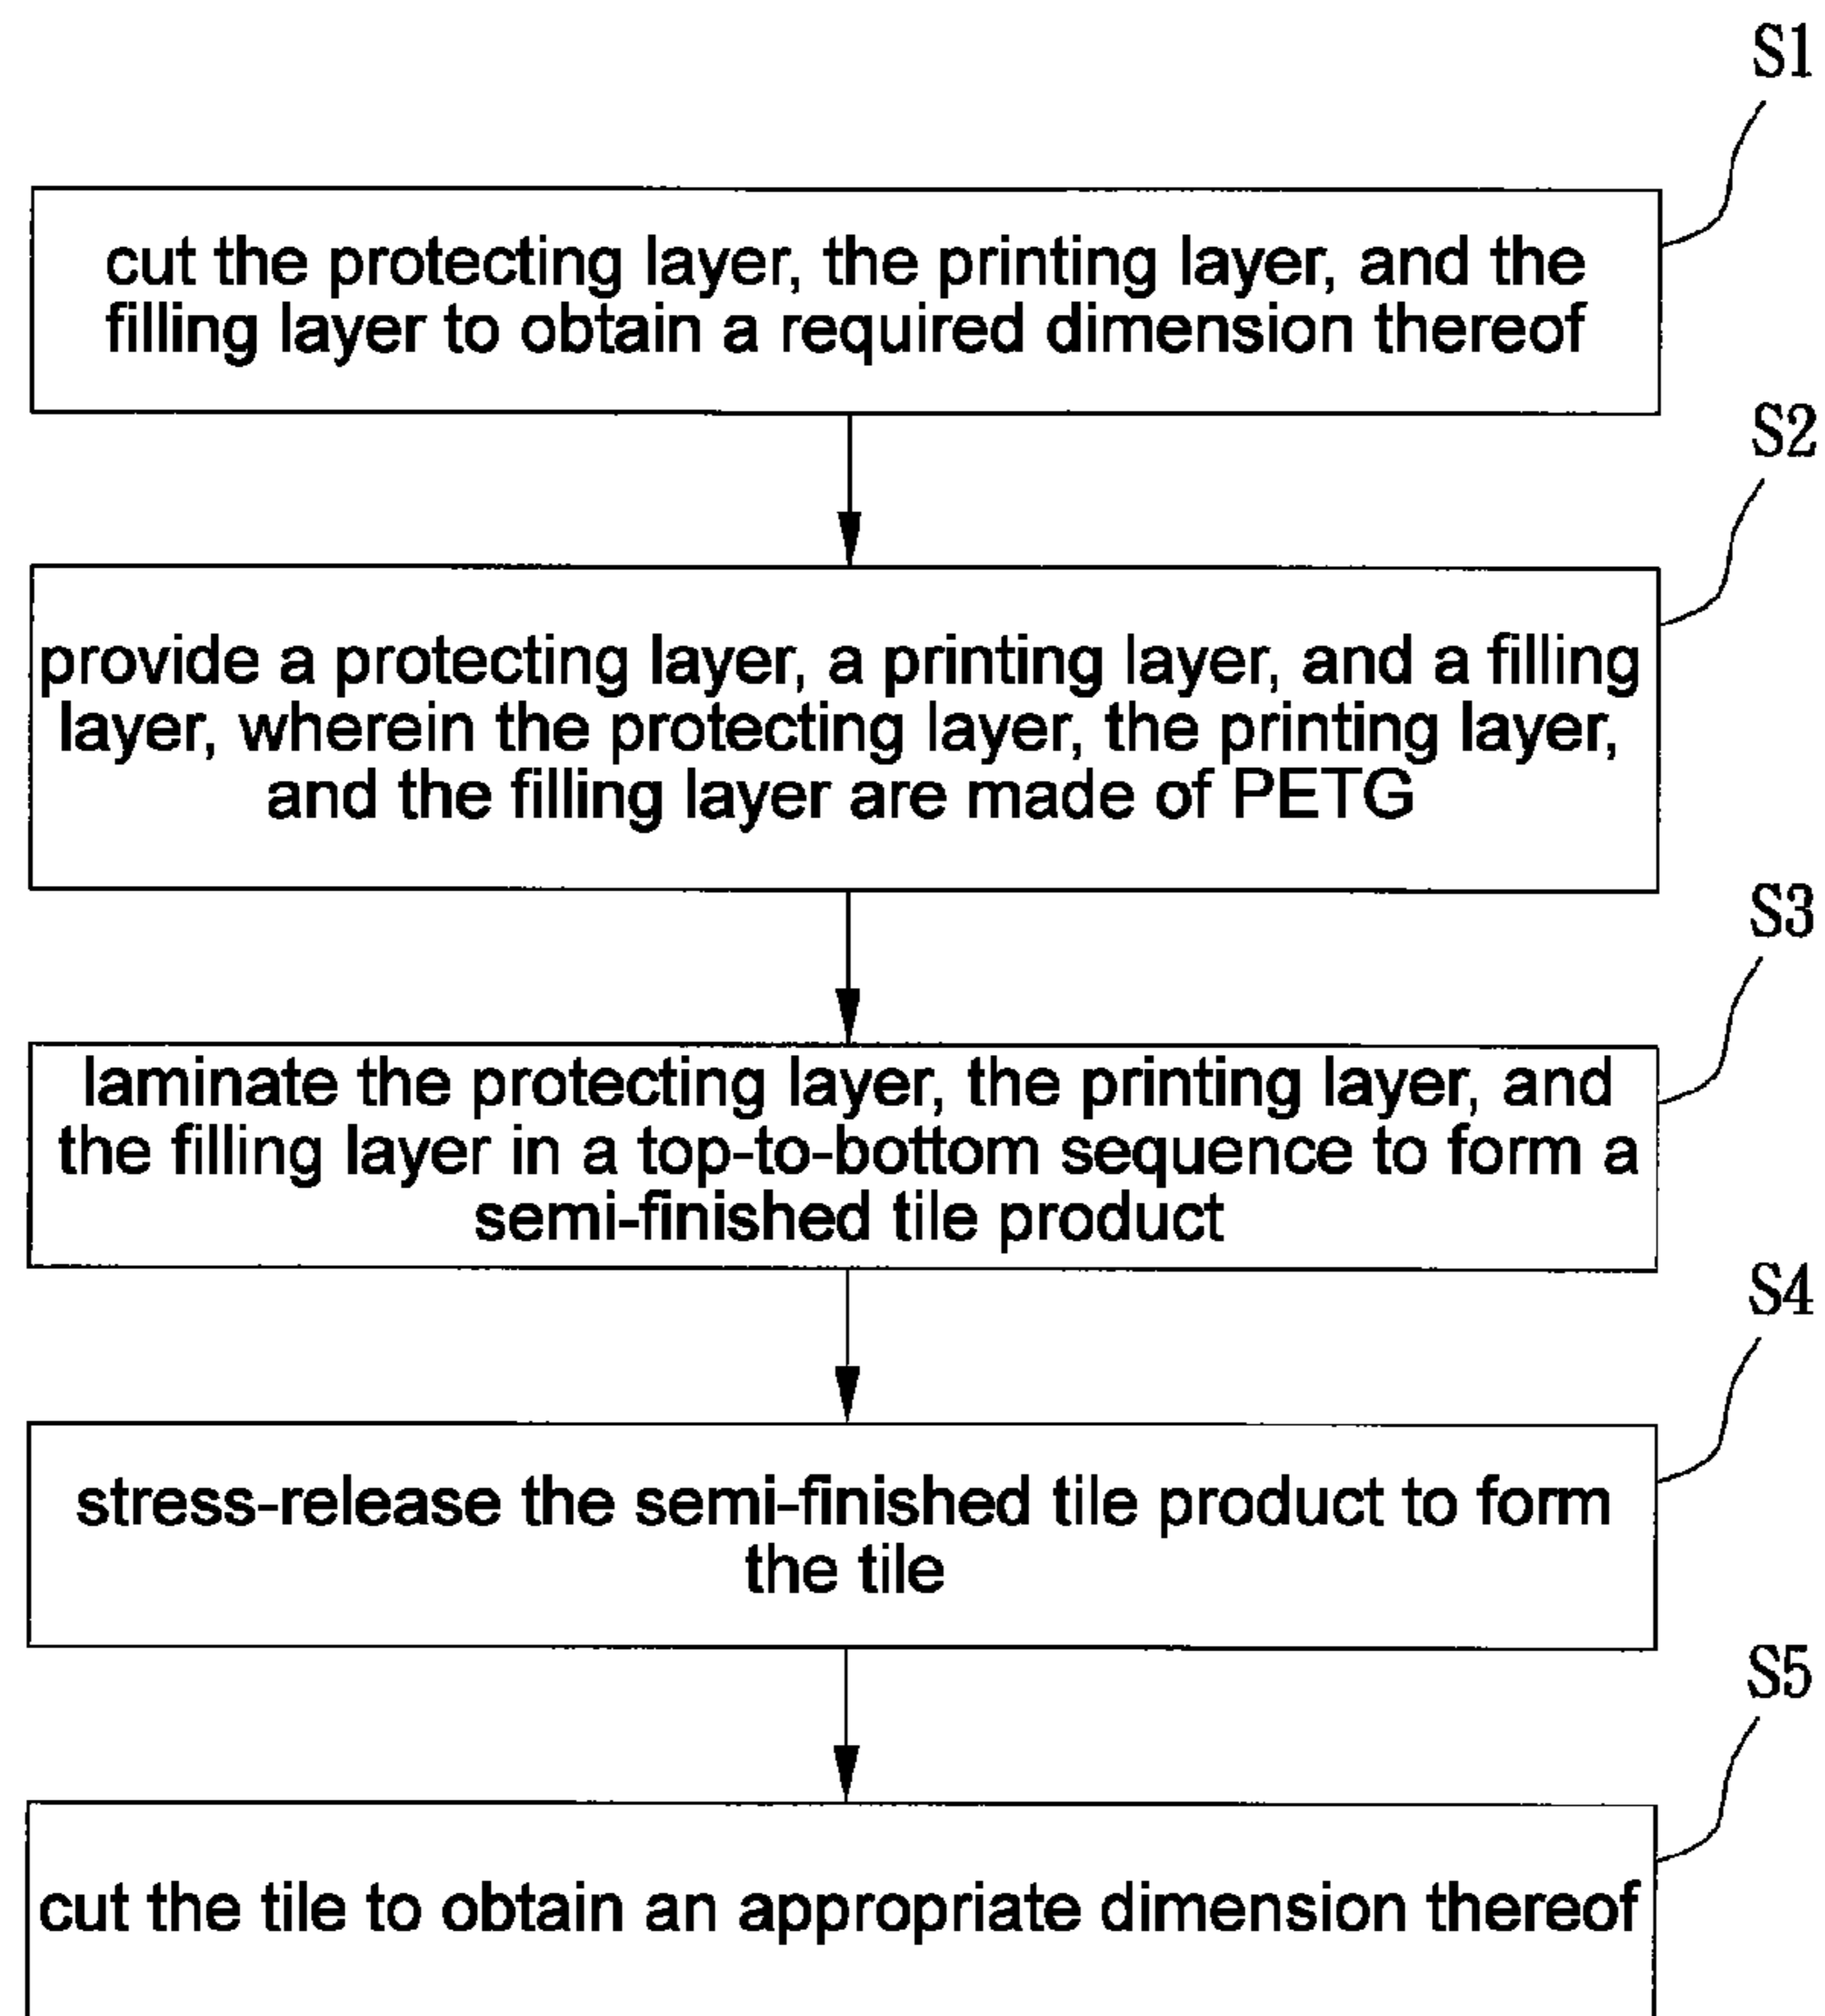 S1
cut the protecting layer, the printing layer, and the
filling layer to obtain a required dimension thereof
S2
provide a protecting layer, a printing layer, and a filling
layer, wherein the protecting layer, the printing layer,
and the filling layer are made of PETG
S3
laminate the protecting layer, the printing layer, and
the filling layer in a top-to-bottom sequence to form a
semi-finished tile product
S4
stress-release the semi-finished tile product to form
the tile
S5
cut the tile to obtain an appropriate dimension thereof